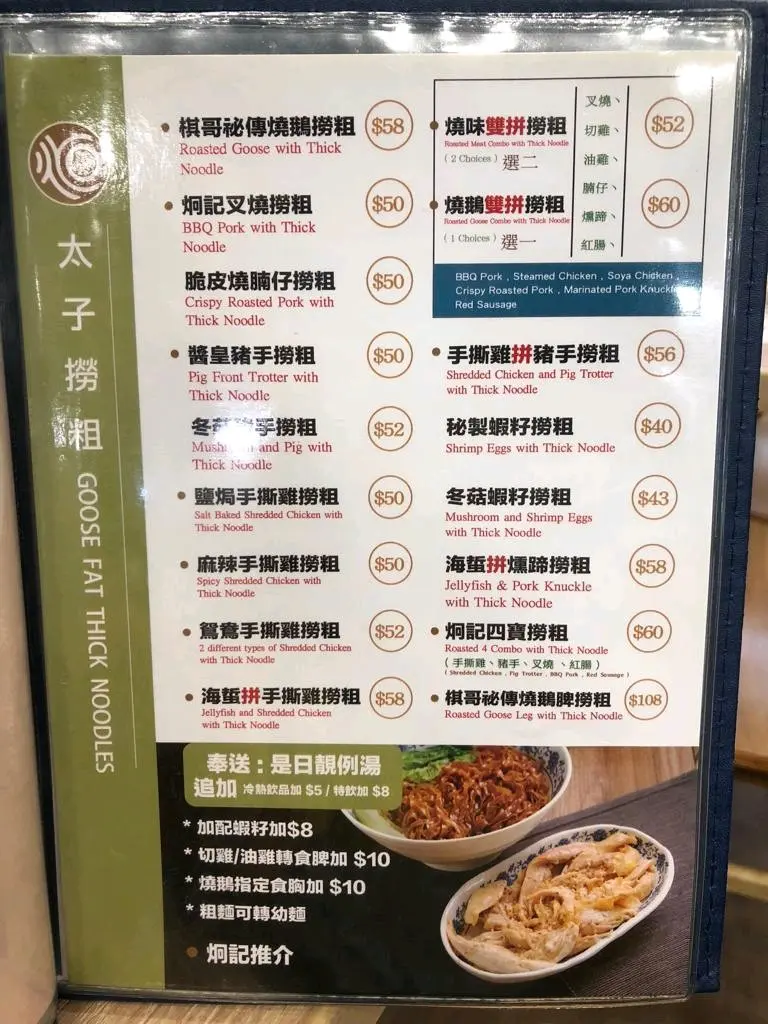 太子撈粗 GOOSE FAT THICK NOODLES
棋哥祕傳燒鵝撈粗 $58
Roasted Goose with Thick
Noodle
炯記叉燒撈粗 $50
BBQ Pork with Thick
Noodle
脆皮燒腩仔撈粗 $50
Crispy Roasted Pork with
Thick Noodle
醬皇豬手撈粗 $50
Pig Front Trotter with
Thick Noodle
冬菇豬手撈粗 $52
Mushroom and Pig with
Thick Noodle
鹽焗手撕雞撈粗 $50
Salt Baked Shredded Chicken with
Thick Noodle
麻辣手撕雞撈粗 $50
Spicy Shredded Chicken with
Thick Noodle
鴛鴦手撕雞撈粗 $52
2 different types of Shredded Chicken
with Thick Noodle
海蜇拼手撕雞撈粗 $58
Jellyfish and Shredded Chicken
with Thick Noodle
燒味雙拼撈粗 $52
Roasted Meat Combo with Thick Noodle
( 2 Choices ) 選二
燒鵝雙拼撈粗 $60
Roasted Goose Combo with Thick Noodle
( 1 Choices ) 選一
叉燒、
切雞、
油雞、
腩仔、
燻蹄、
紅腸、
BBQ Pork , Steamed Chicken , Soya Chicken ,
Crispy Roasted Pork , Marinated Pork Knuckle
Red Sausage
手撕雞拼豬手撈粗 $56
Shredded Chicken and Pig Trotter
with Thick Noodle
秘製蝦籽撈粗 $40
Shrimp Eggs with Thick Noodle
冬菇蝦籽撈粗 $43
Mushroom and Shrimp Eggs
with Thick Noodle
海蜇拼燻蹄撈粗 $58
Jellyfish & Pork Knuckle
with Thick Noodle
炯記四寶撈粗 $60
Roasted 4 Combo with Thick Noodle
( 手撕雞、豬手、叉燒、紅腸 )
( Shredded Chicken , Pig Trotter , BBQ Pork , Red Sausage )
棋哥祕傳燒鵝脾撈粗 $108
Roasted Goose Leg with Thick Noodle
奉送：是日靚例湯
追加 冷熱飲品加 $5 / 特飲加 $8
* 加配蝦籽加$8
* 切雞/油雞轉食脾加 $10
* 燒鵝指定食胸加 $10
* 粗麵可轉幼麵
炯記推介